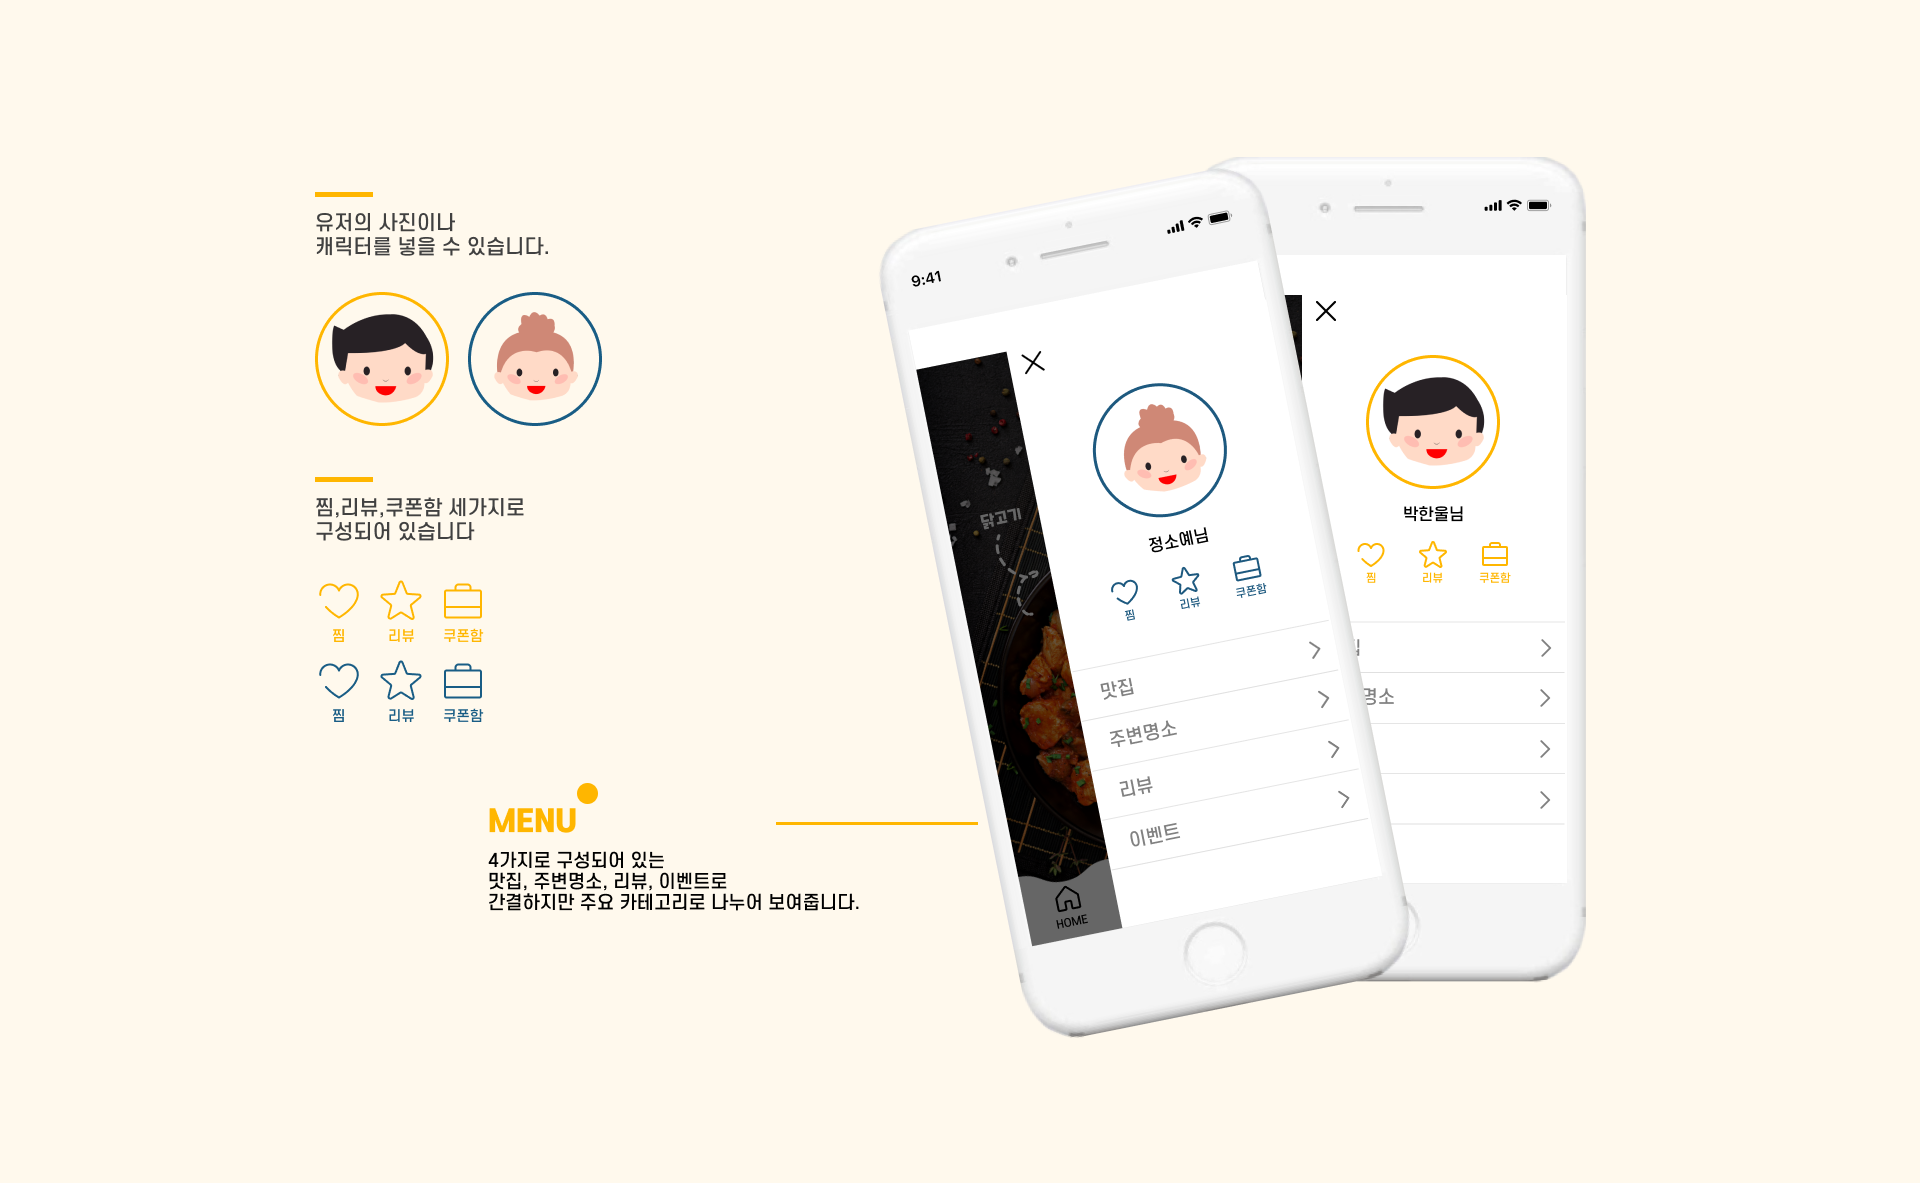 유저의 사진이나
캐릭터를 넣을 수 있습니다.
찜,리뷰,쿠폰함 세가지로
구성되어 있습니다
찜 리뷰 쿠폰함
찜 리뷰 쿠폰함
MENU
4가지로 구성되어 있는
맛집, 주변명소, 리뷰, 이벤트로
간결하지만 주요 카테고리로 나누어 보여줍니다.
9:41
닭고기
정소예님
찜 리뷰 쿠폰함
맛집
주변명소
리뷰
이벤트
HOME
박한울님
찜 리뷰 쿠폰함
명소